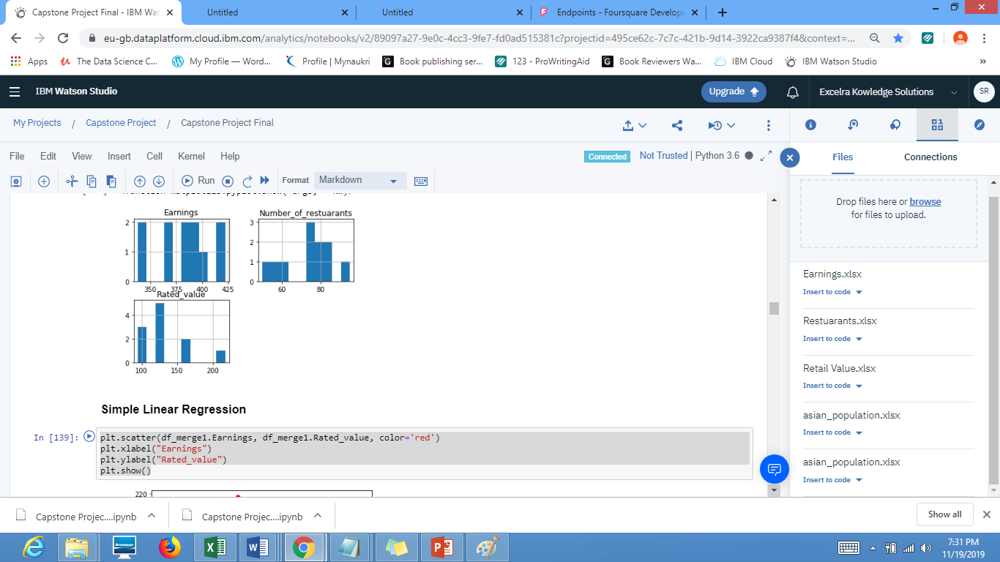 Capstone Project Final - IBM Wat
Untitled
Untitled
Endpoints - Foursquare Develope
eu-gb.dataplatform.cloud.ibm.com/analytics/notebooks/v2/89097a27-9e0c-4cc3-9fe7-fd0ad515381c?projectid=495ce62c-7c7c-421b-9d14-3922ca9387f4&context=...
Apps
The Data Science C...
My Profile — Word...
Profile | Mynaukri
Book publishing ser...
123 - ProWritingAid
Book Reviewers Wa...
IBM Cloud
IBM Watson Studio
»
IBM Watson Studio
Upgrade
Excelra Kowledge Solutions
SR
My Projects / Capstone Project / Capstone Project Final
File Edit View Insert Cell Kernel Help
Connected
Not Trusted | Python 3.6
Run
Format
Markdown
Earnings
2
1
0
350 375 400 425
Number_of_restuarants
3
2
1
0
60 80
Rated_value
4
2
0
100 150 200
Simple Linear Regression
In [139]:
plt.scatter(df_merge1.Earnings, df_merge1.Rated_value, color='red')
plt.xlabel("Earnings")
plt.ylabel("Rated_value")
plt.show()
220
Files
Connections
Drop files here or browse
for files to upload.
Earnings.xlsx
Insert to code
Restuarants.xlsx
Insert to code
Retail Value.xlsx
Insert to code
asian_population.xlsx
Insert to code
asian_population.xlsx
Insert to code
Capstone Projec....ipynb
Capstone Projec....ipynb
Show all
lenovo
7:31 PM
11/19/2019